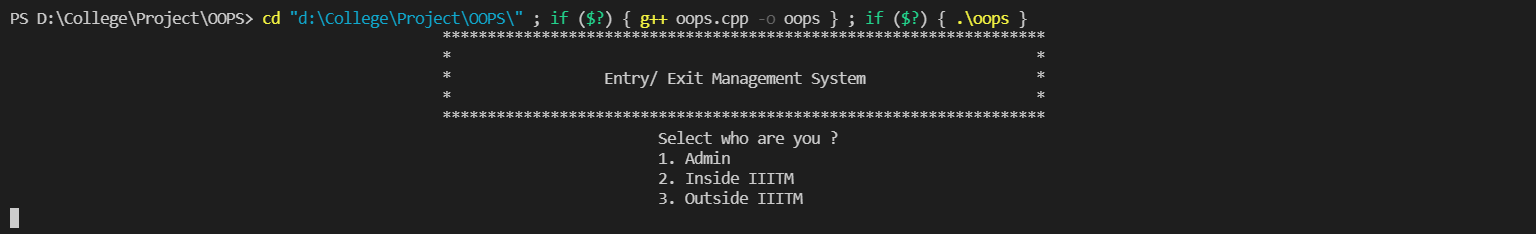 PS D:\College\Project\OOPS> cd "d:\College\Project\OOPS\" ; if ($?) { g++ oops.cpp -o oops } ; if ($?) { .\oops }
*******************************************************************
* *
* Entry/ Exit Management System *
* *
*******************************************************************
Select who are you ?
1. Admin
2. Inside IIITM
3. Outside IIITM